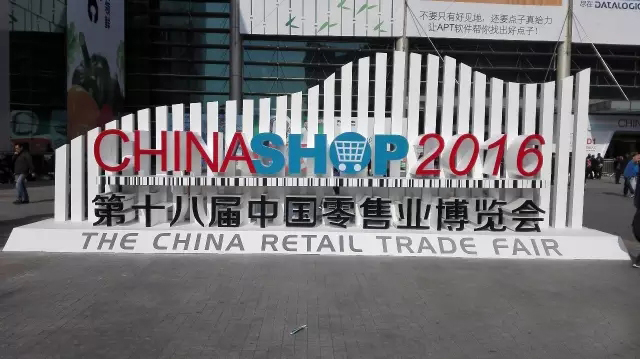 不要只有好见地，还要点子真给力
让APT软件帮你找出好点子！
尽在 DATALOGIC
CHINASHOP 2016
第十八届中国零售业博览会
THE CHINA RETAIL TRADE FAIR